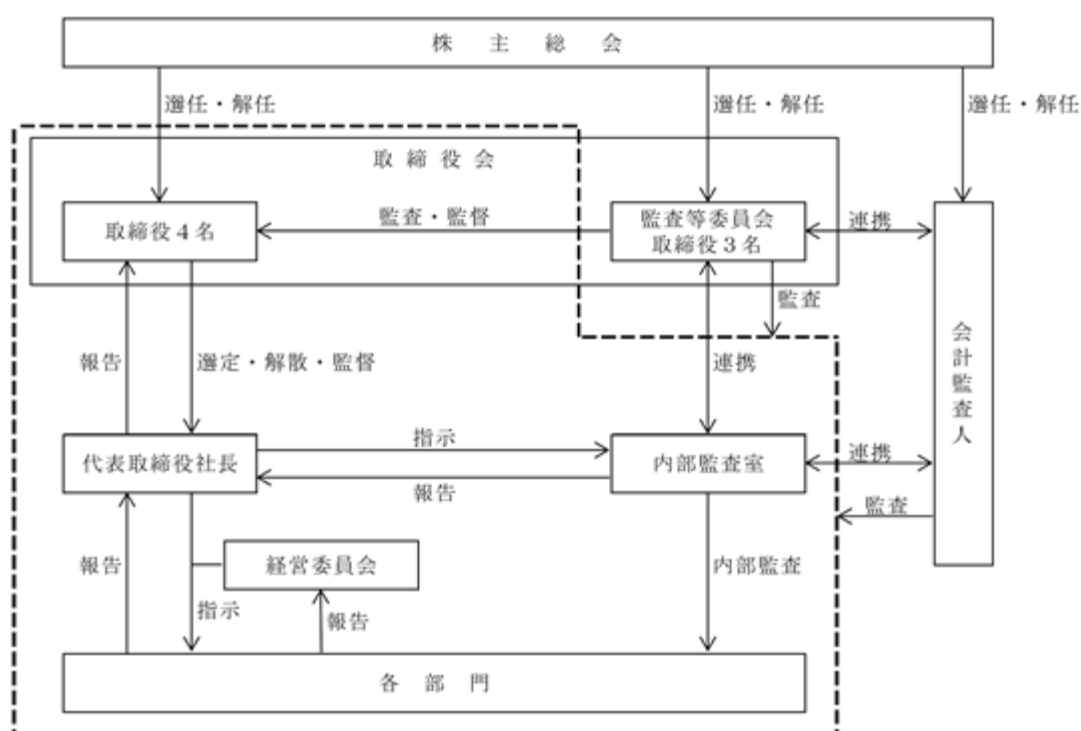 株主総会
選任・解任
選任・解任
選任・解任
取締役会
取締役4名
監査・監督
監査等委員会
取締役3名
連携
監査
報告
選定・解散・監督
連携
会計監査人
代表取締役社長
指示
報告
内部監査室
連携
監査
報告
経営委員会
内部監査
指示
報告
各部門